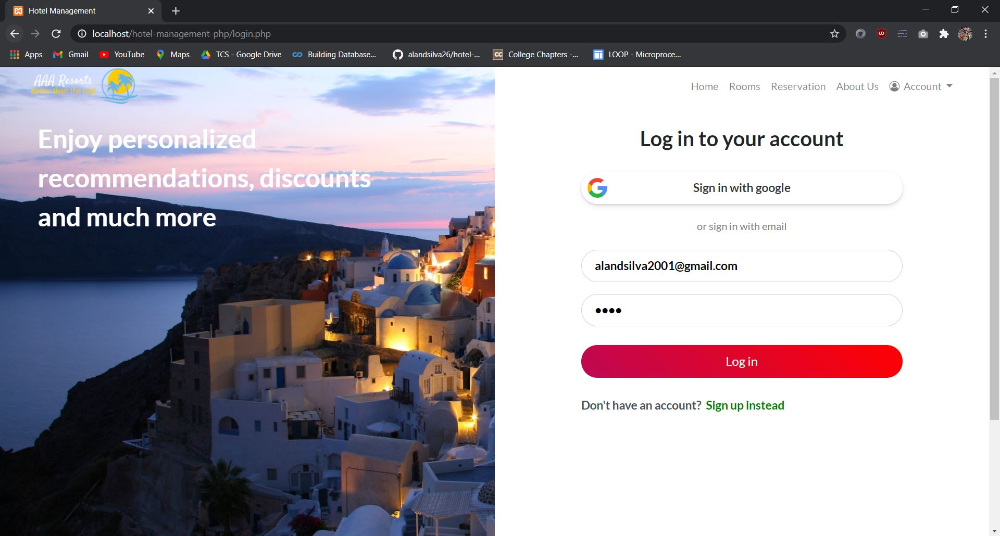 Hotel Management
localhost/hotel-management-php/login.php
Apps Gmail YouTube Maps TCS - Google Drive Building Database... alandsilva26/hotel-... College Chapters -... LOOP - Microproce...
AAA Resorts
Better than the rest
Home Rooms Reservation About Us Account
Enjoy personalized
recommendations, discounts
and much more
Log in to your account
Sign in with google
or sign in with email
alandsilva2001@gmail.com
••••
Log in
Don't have an account? Sign up instead